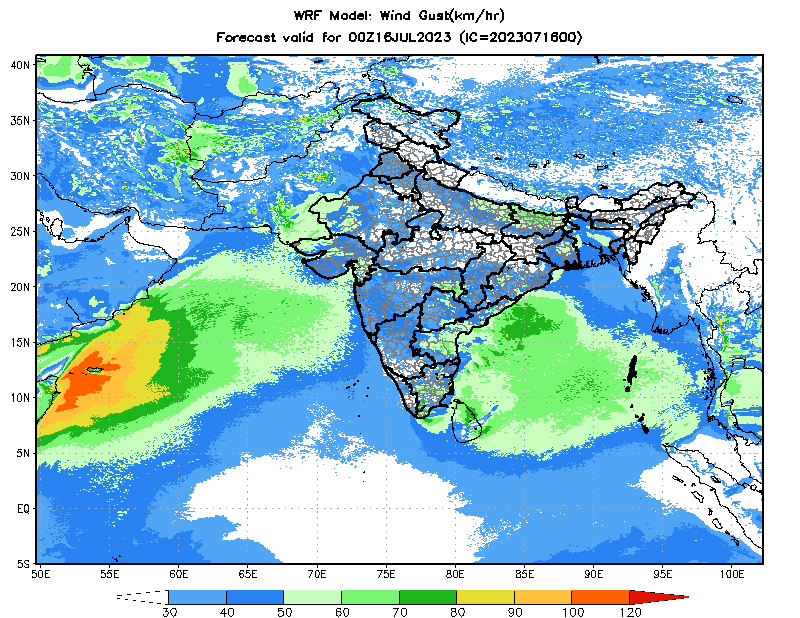 WRF Model: Wind Gust(km/hr)
Forecast valid for 00Z16JUL2023 (IC=2023071600)
40N
35N
30N
25N
20N
15N
10N
5N
EQ
5S
50E 55E 60E 65E 70E 75E 80E 85E 90E 95E 100E
30 40 50 60 70 80 90 100 120